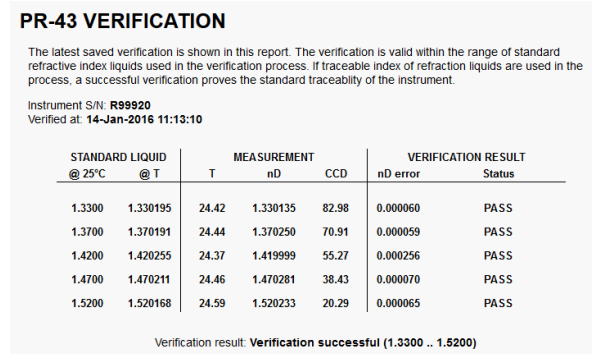 PR-43 VERIFICATION
The latest saved verification is shown in this report. The verification is valid within the range of standard
refractive index liquids used in the verification process. If traceable index of refraction liquids are used in the
process, a successful verification proves the standard traceablity of the instrument.
Instrument S/N: R99920
Verified at: 14-Jan-2016 11:13:10
STANDARD LIQUID MEASUREMENT VERIFICATION RESULT
@ 25°C @ T T nD CCD nD error Status
1.3300 1.330195 24.42 1.330135 82.98 0.000060 PASS
1.3700 1.370191 24.44 1.370250 70.91 0.000059 PASS
1.4200 1.420255 24.37 1.419999 55.27 0.000256 PASS
1.4700 1.470211 24.46 1.470281 38.43 0.000070 PASS
1.5200 1.520168 24.59 1.520233 20.29 0.000065 PASS
Verification result: Verification successful (1.3300 .. 1.5200)